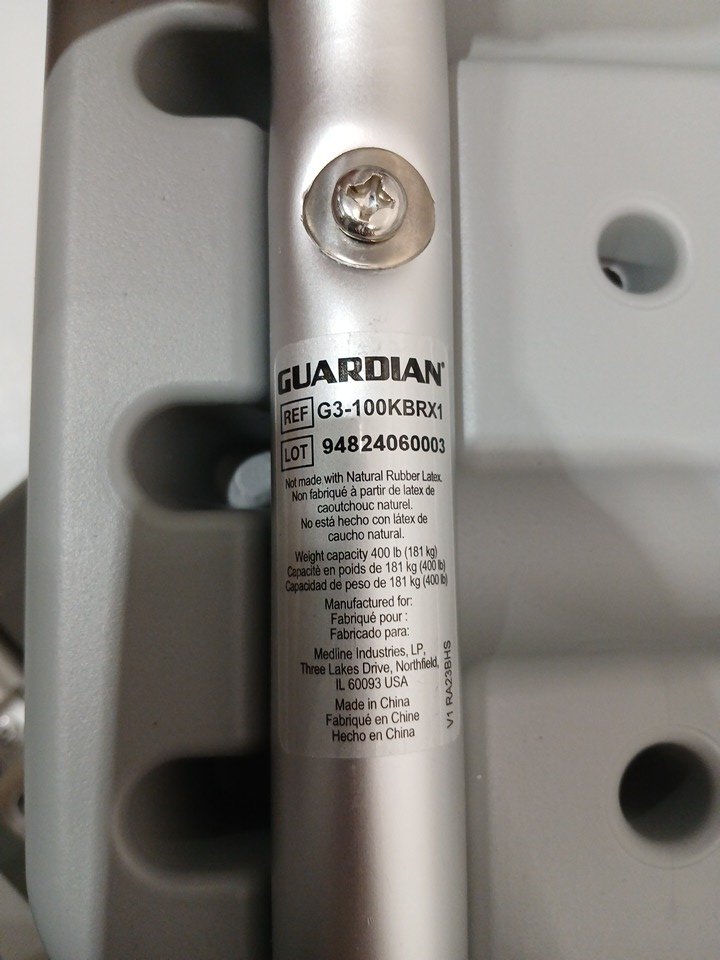 GUARDIAN®
REF G3-100KBRX1
LOT 94824060003
Not made with Natural Rubber Latex.
Non fabriqué à partir de latex de
caoutchouc naturel.
No está hecho con látex de
caucho natural.
Weight capacity 400 lb (181 kg)
Capacité en poids de 181 kg (400 lb)
Capacidad de peso de 181 kg (400 lb)
Manufactured for:
Fabriqué pour :
Fabricado para:
Medline Industries, LP,
Three Lakes Drive, Northfield,
IL 60093 USA
Made in China
Fabriqué en Chine
Hecho en China
V1 RA23BHS